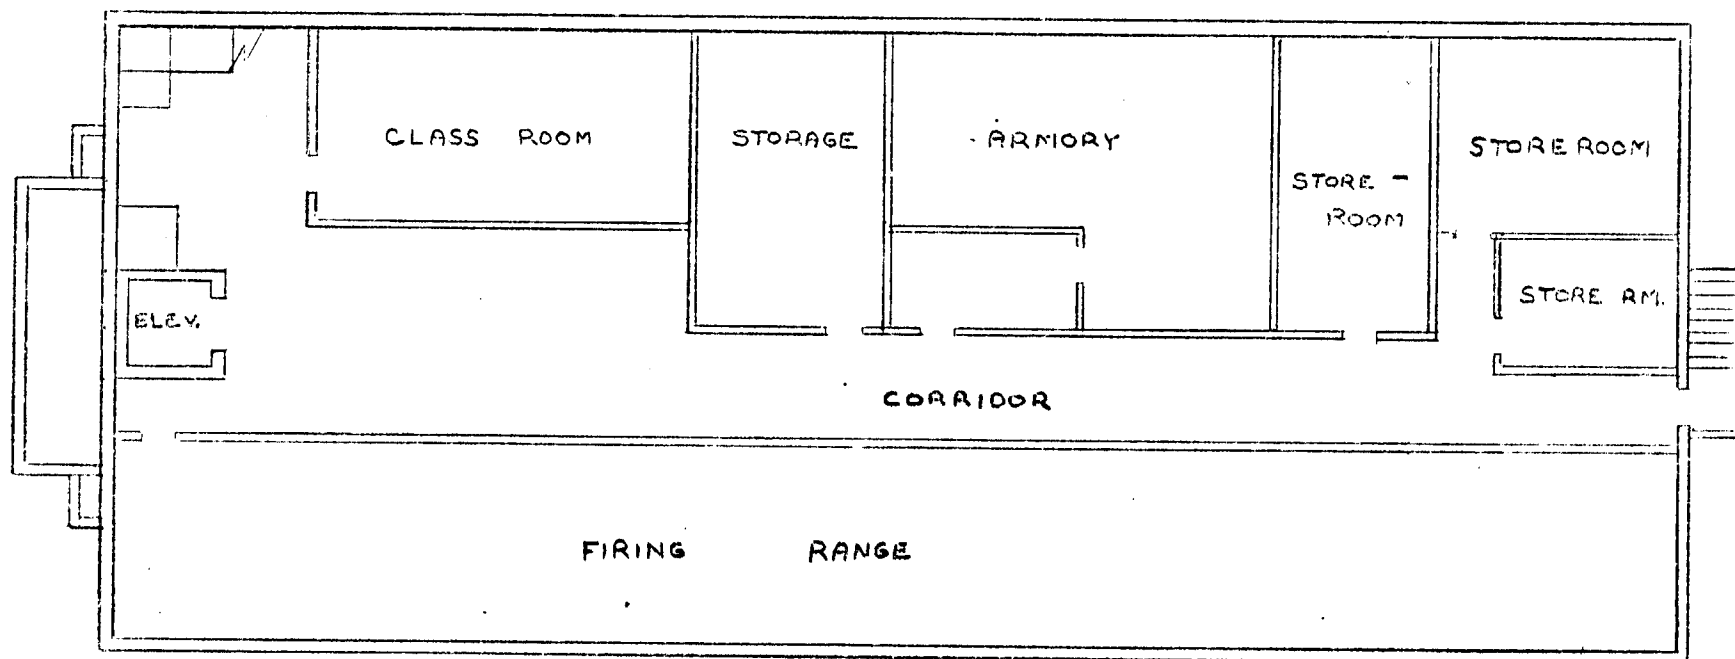 CLASS ROOM
STORAGE
ARMORY
STORE -
ROOM
STORE ROOM
STORE RM.
ELEV.
CORRIDOR
FIRING RANGE